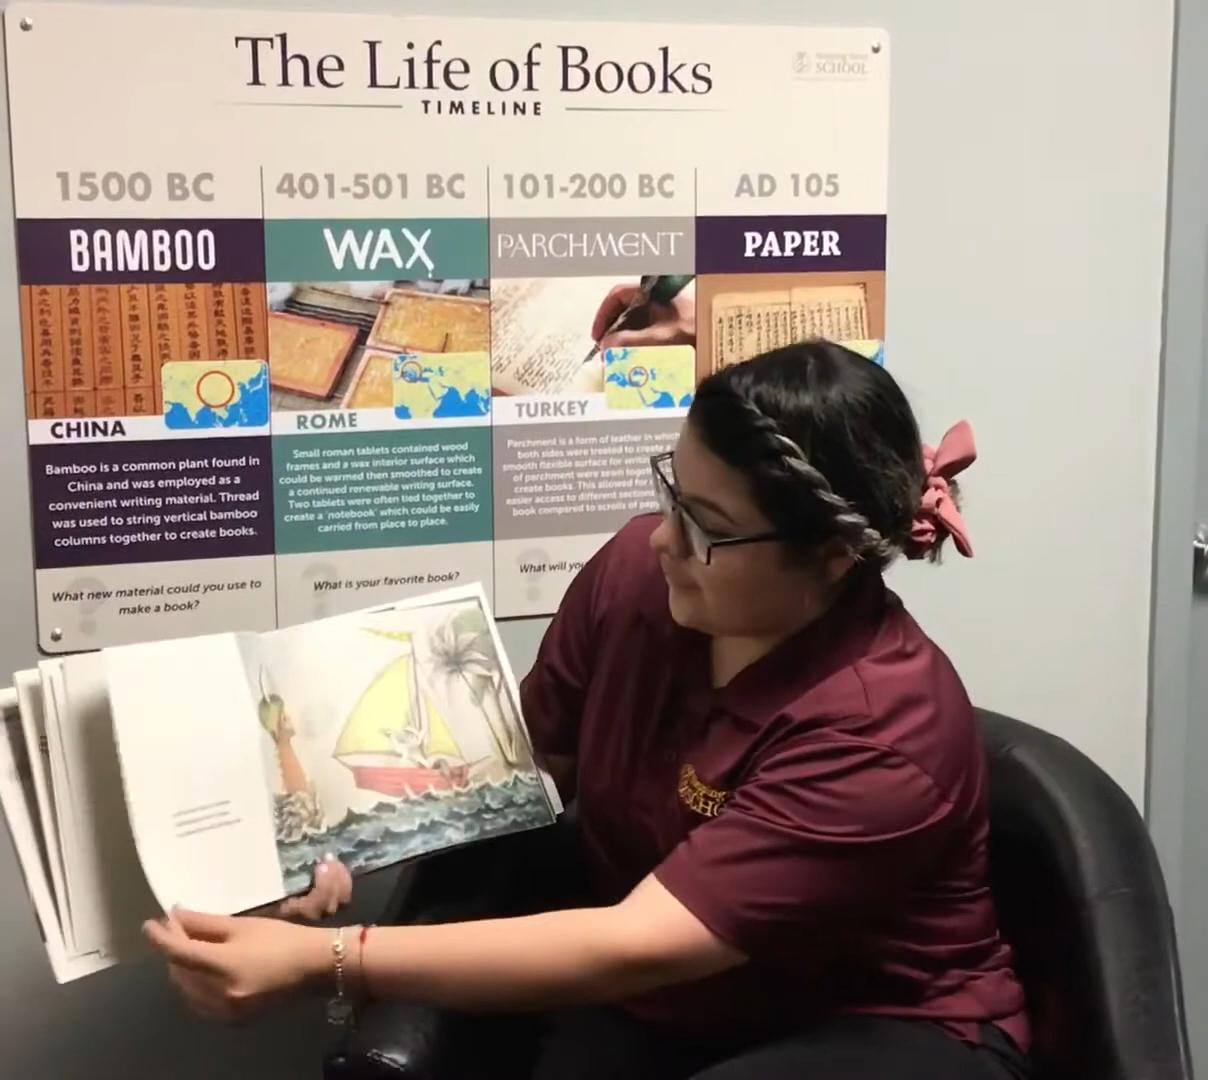 The Life of Books
TIMELINE
SCHOOL
1500 BC
BAMBOO
CHINA
Bamboo is a common plant found in
China and was employed as a
convenient writing material. Thread
was used to string vertical bamboo
columns together to create books.
What new material could you use to
make a book?
401-501 BC
WAX
ROME
Small roman tablets contained wood
frames and a wax interior surface which
could be warmed then smoothed to create
a continued renewable writing surface.
Two tablets were often tied together to
create a 'notebook' which could be easily
carried from place to place.
What is your favorite book?
101-200 BC
PARCHMENT
TURKEY
Parchment is a form of leather in which
both sides were treated to create a
smooth flexible surface for
of parchment were sewn
create books. This allowed for
easier access to different sections
book compared to scrolls of
What will you
AD 105
PAPER